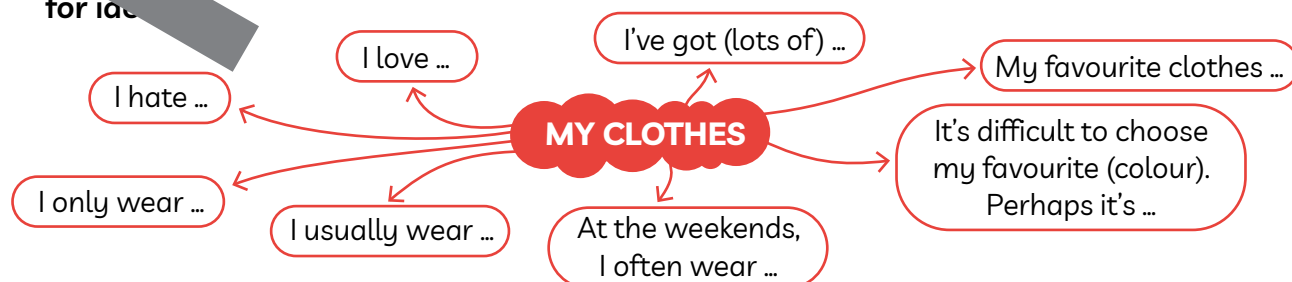 for
I love …
I've got (lots of) …
My favourite clothes …
I hate …
MY CLOTHES
It's difficult to choose
my favourite (colour).
Perhaps it's …
I only wear …
I usually wear …
At the weekends,
I often wear …